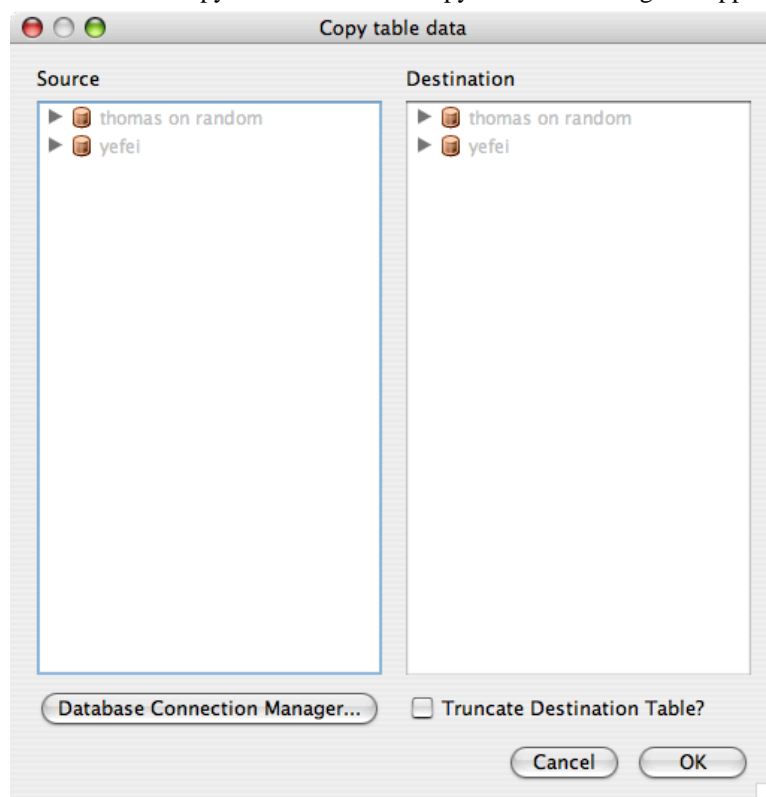 Copy table data
Source
Destination
thomas on random
yefei
thomas on random
yefei
Database Connection Manager...
Truncate Destination Table?
Cancel
OK